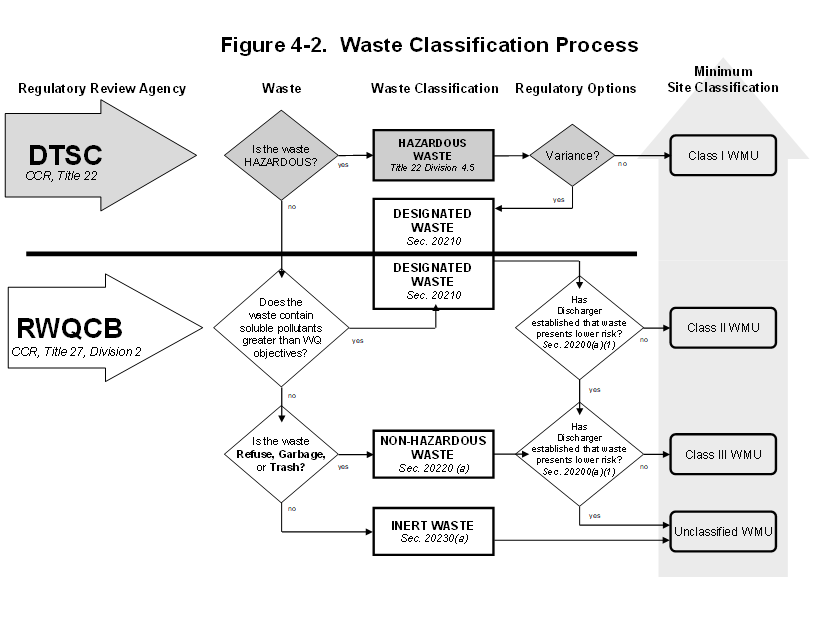 Figure 4-2.  Waste Classification Process
Regulatory Review Agency
Waste
Waste Classification
Regulatory Options
Minimum
Site Classification
DTSC
CCR, Title 22
Is the waste
HAZARDOUS?
yes
HAZARDOUS
WASTE
Title 22 Division 4.5
Variance?
no
Class I WMU
yes
no
DESIGNATED
WASTE
Sec. 20210
DESIGNATED
WASTE
Sec. 20210
RWQCB
CCR, Title 27, Division 2
Does the
waste contain
soluble pollutants
greater than WQ
objectives?
yes
Has
Discharger
established that waste
presents lower risk?
Sec. 20200(a)(1)
no
Class II WMU
no
yes
Is the waste
Refuse, Garbage,
or Trash?
yes
NON-HAZARDOUS
WASTE
Sec. 20220 (a)
Has
Discharger
established that waste
presents lower risk?
Sec. 20200(a)(1)
no
Class III WMU
no
yes
INERT WASTE
Sec. 20230(a)
Unclassified WMU